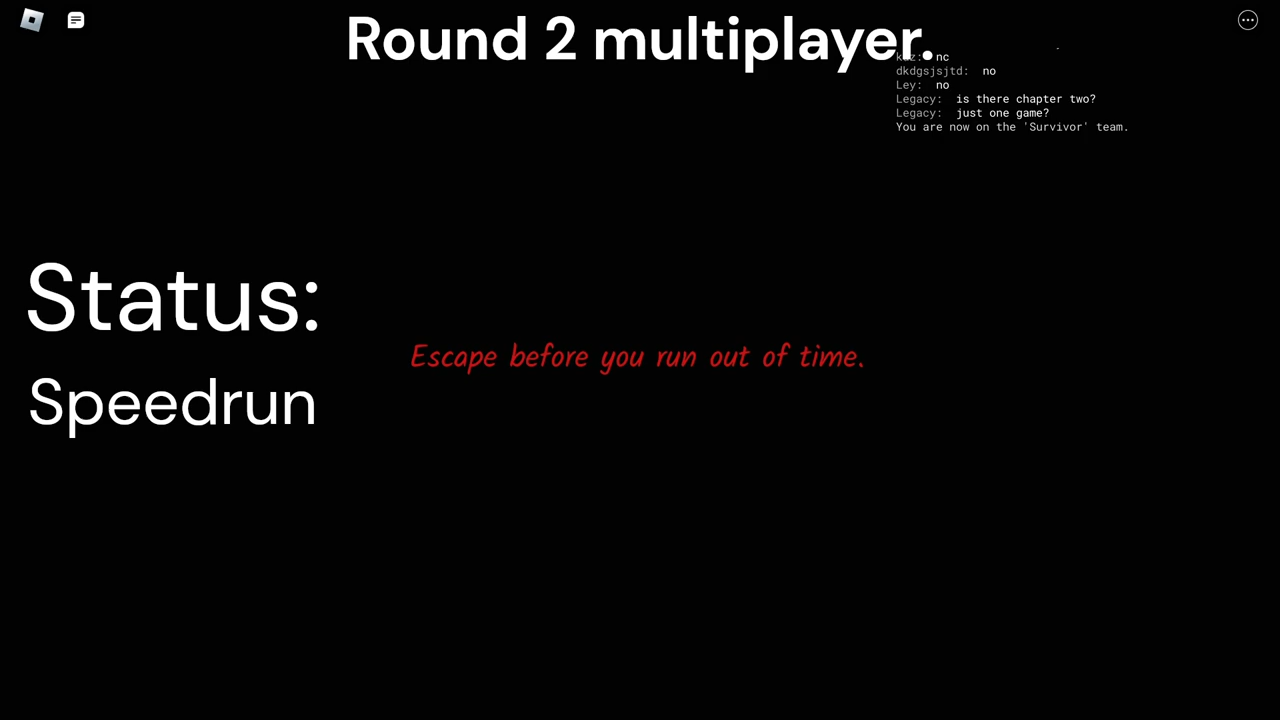 Round 2 multiplayer.
nc
dkdgsjsjtd: no
Ley: no
Legacy: is there chapter two?
Legacy: just one game?
You are now on the 'Survivor' team.
Status:
Escape before you run out of time.
Speedrun